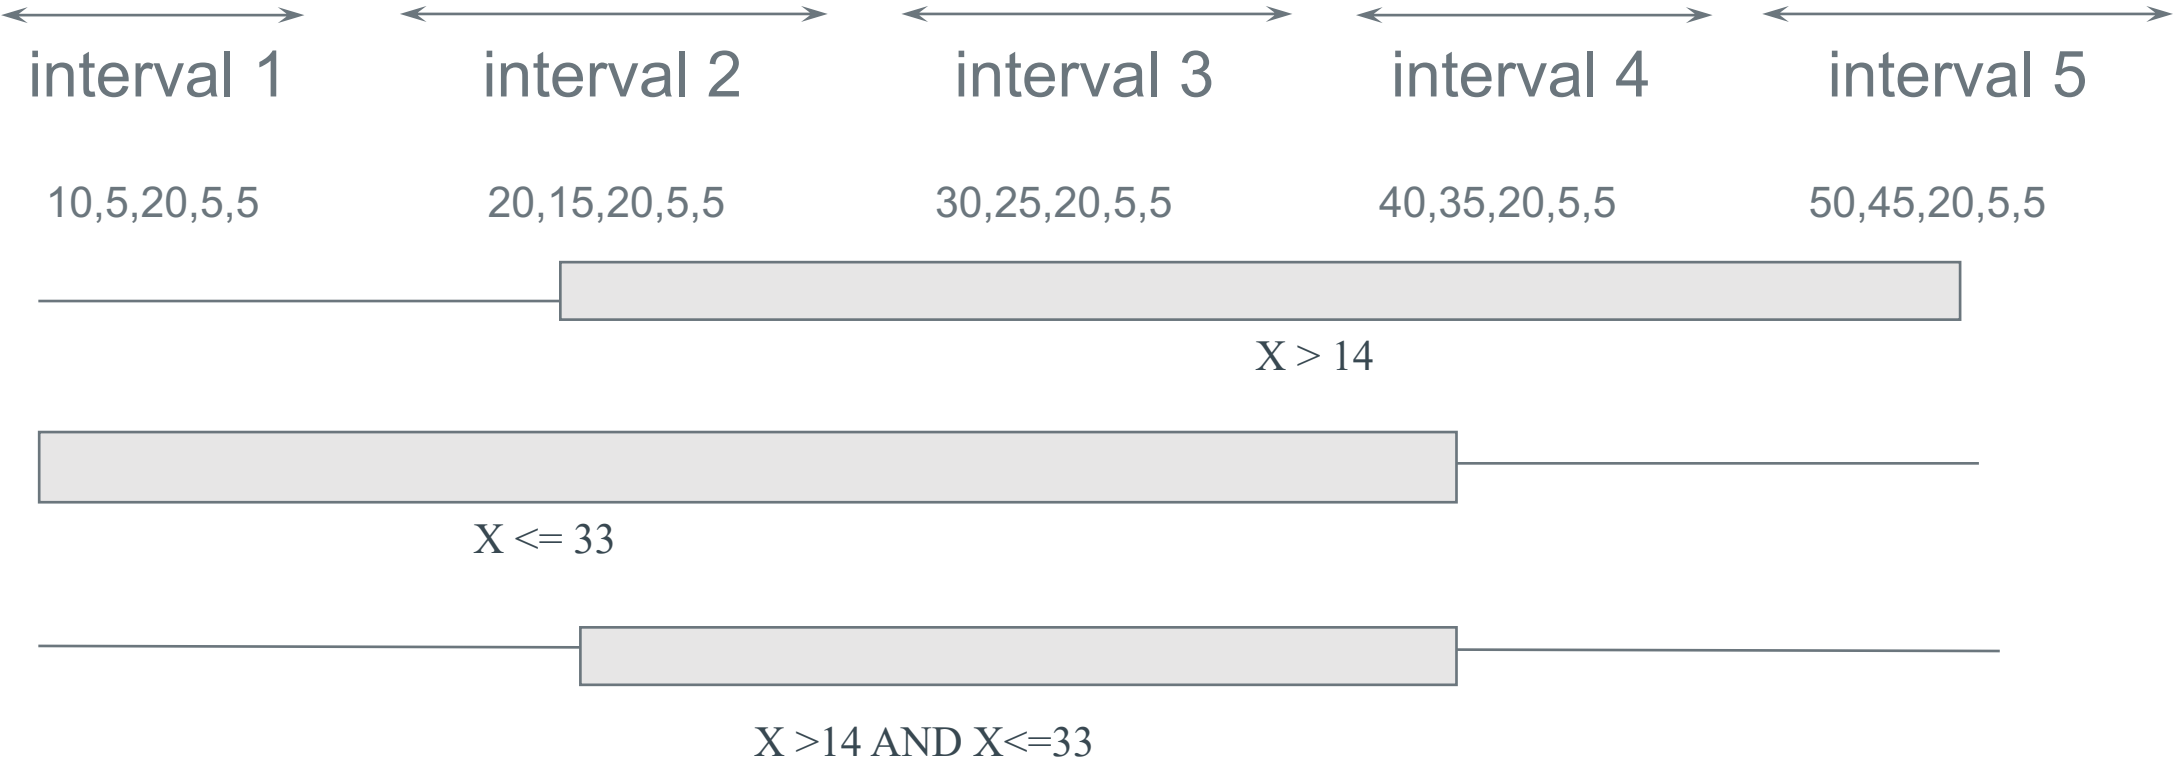 interval 1 interval 2 interval 3 interval 4 interval 5
10,5,20,5,5 20,15,20,5,5 30,25,20,5,5 40,35,20,5,5 50,45,20,5,5
X > 14
X <= 33
X >14 AND X<=33